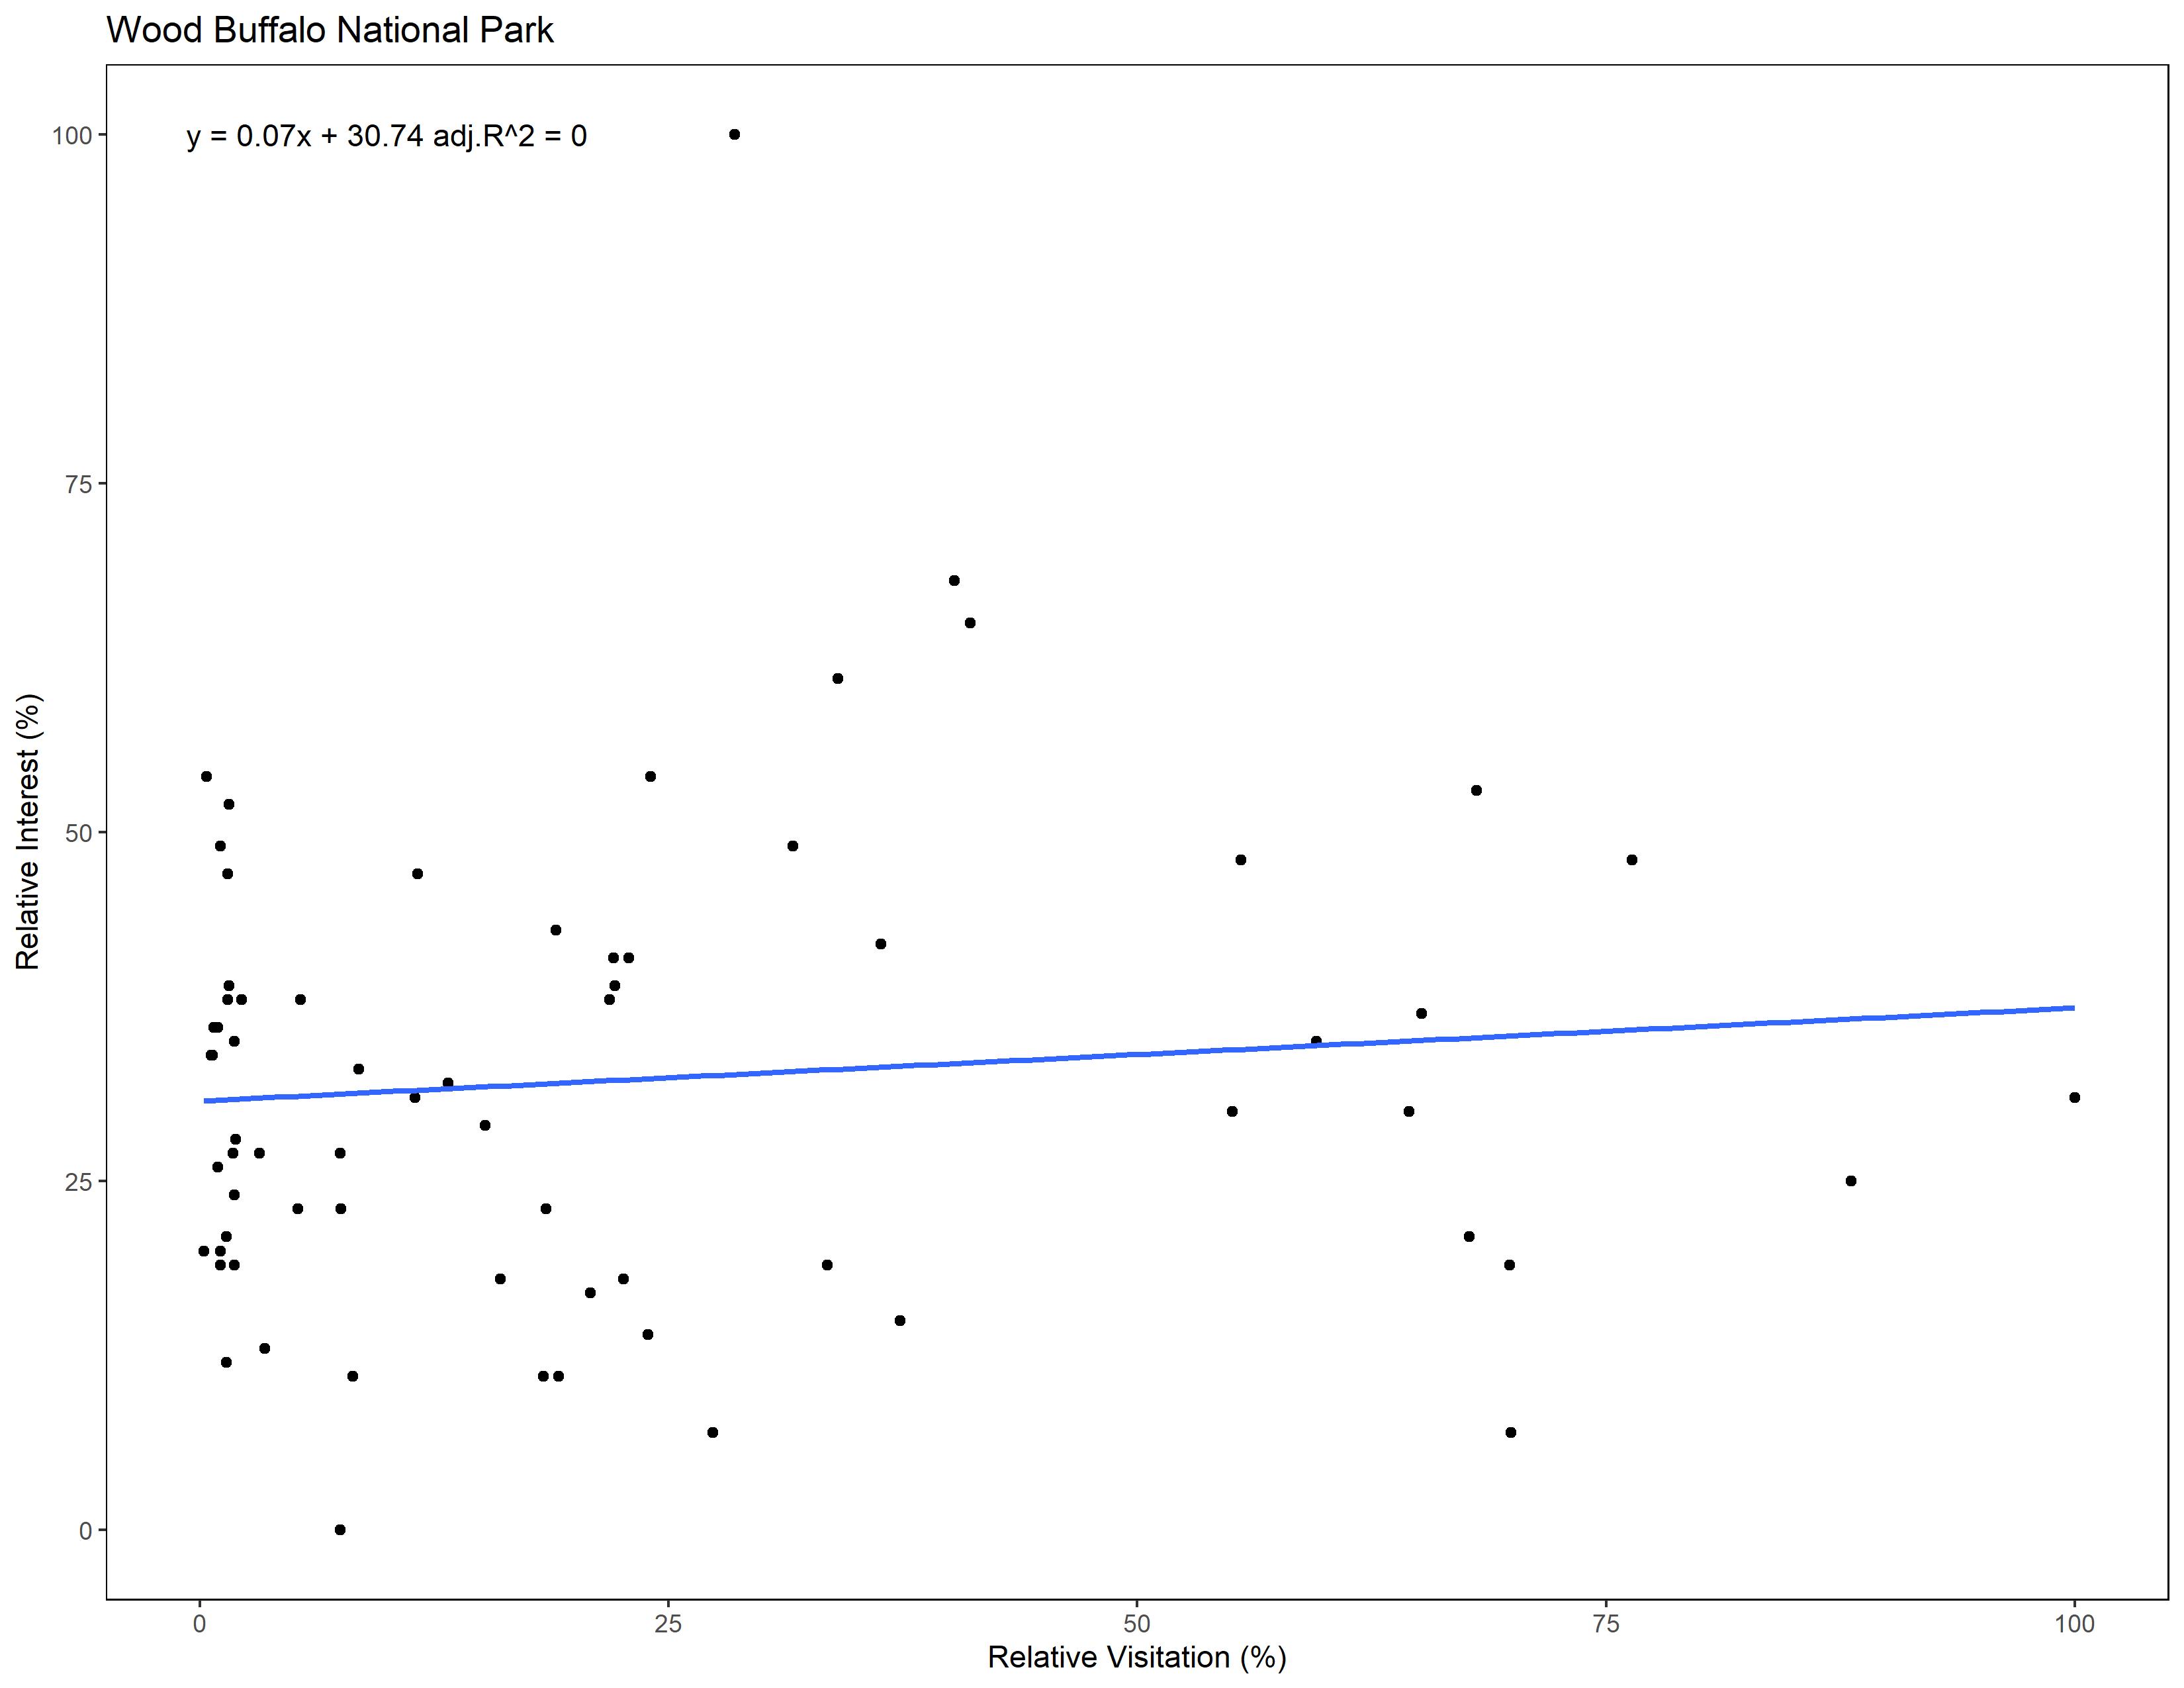 Wood Buffalo National Park
y = 0.07x + 30.74 adj.R^2 = 0
100
75
50
25
0
Relative Interest (%)
0 25 50 75 100
Relative Visitation (%)